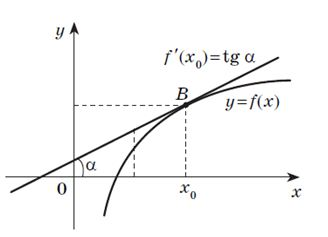 y
f'(x₀)=tg α
B
y=f(x)
α
0
x₀
x